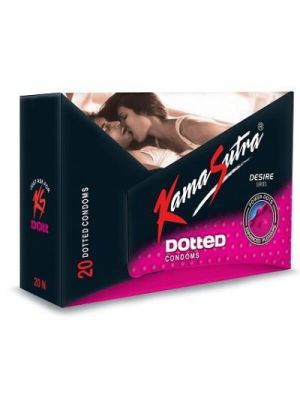 KS
Dott
20 N
20 DOTTED CONDOMS
KamaSutra®
DESIRE
SERIES
DOTTED
CONDOMS